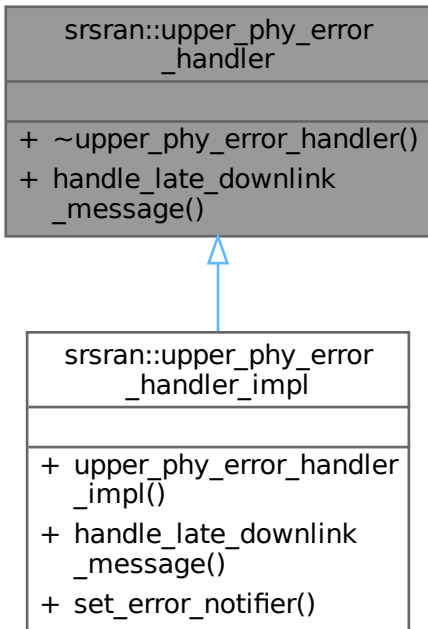 srsran::upper_phy_error
_handler
+ ~upper_phy_error_handler()
+ handle_late_downlink
_message()
srsran::upper_phy_error
_handler_impl
+ upper_phy_error_handler
_impl()
+ handle_late_downlink
_message()
+ set_error_notifier()